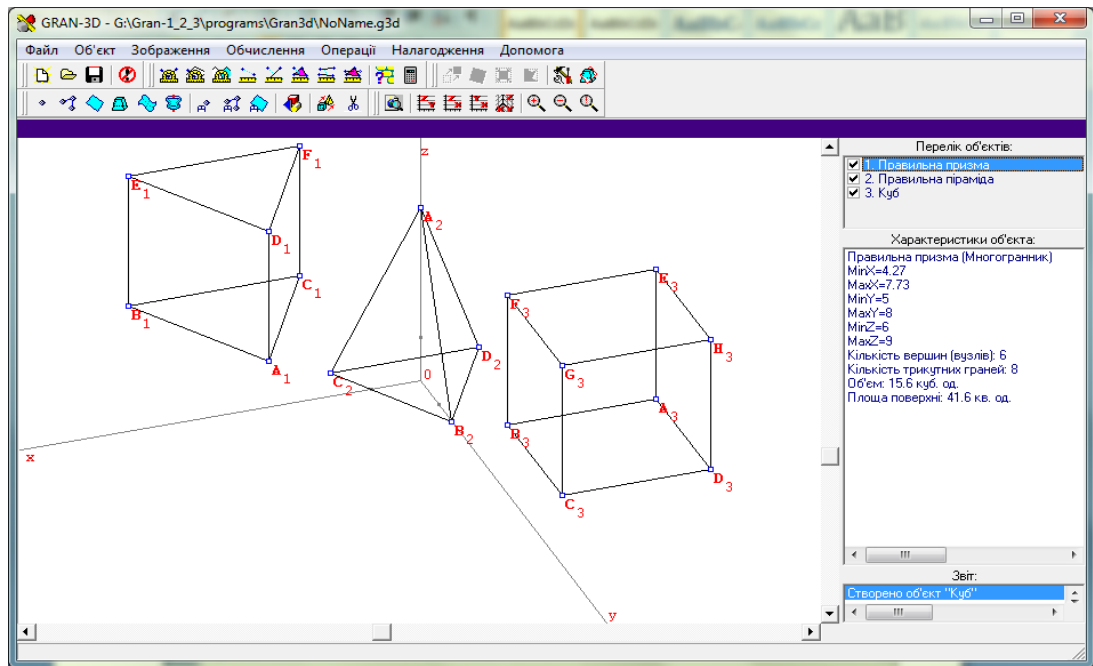 GRAN-3D - G:\Gran-1_2_3\programs\Gran3d\NoName.g3d
Файл Об'єкт Зображення Обчислення Операції Налагодження Допомога
Перелік об'єктів:
1. Правильна призма
2. Правильна піраміда
3. Куб
Характеристики об'єкта:
Правильна призма (Многогранник)
MinX=4.27
MaxX=7.73
MinY=5
MaxY=8
MinZ=6
MaxZ=9
Кількість вершин (вузлів): 6
Кількість трикутних граней: 8
Об'єм: 15.6 куб. од.
Площа поверхні: 41.6 кв. од.
Звіт:
Створено об'єкт "Куб"
z
F1
E1
A2
D1
C1
E3
F3
B1
H3
D2
A1
C2
0
G3
A3
B2
B3
x
D3
C3
y